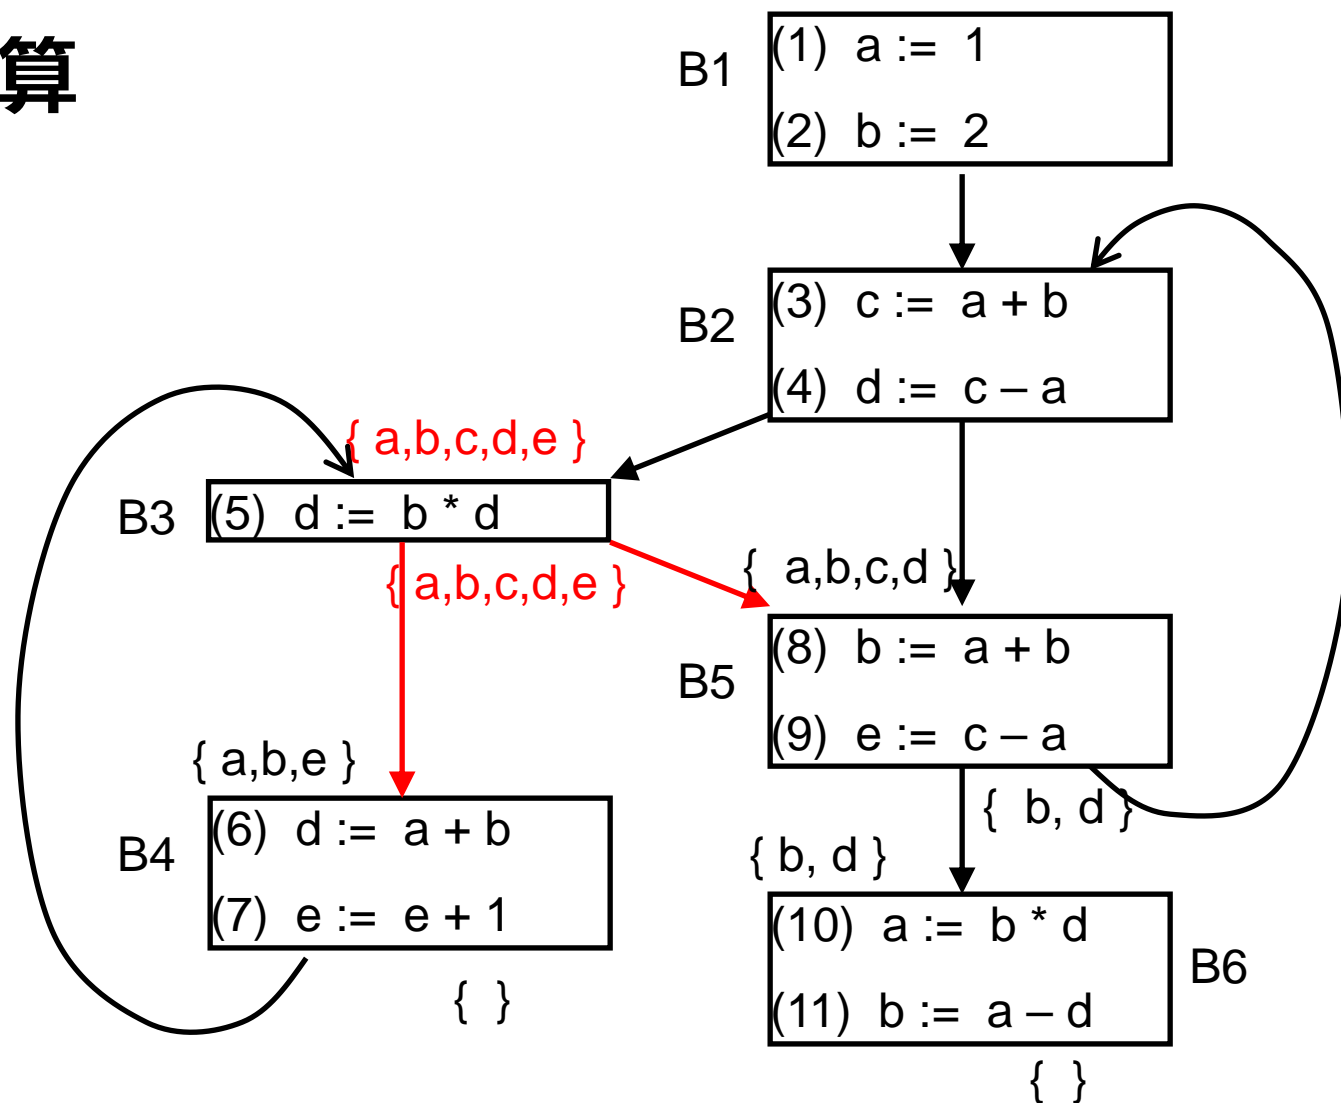 算
B1
(1) a := 1
(2) b := 2
B2
(3) c := a + b
(4) d := c – a
{ a,b,c,d,e }
B3
(5) d := b * d
{ a,b,c,d,e }
{ a,b,c,d }
B5
(8) b := a + b
(9) e := c – a
{ a,b,e }
{ b, d }
B4
(6) d := a + b
(7) e := e + 1
{ }
{ b, d }
(10) a := b * d
(11) b := a – d
B6
{ }